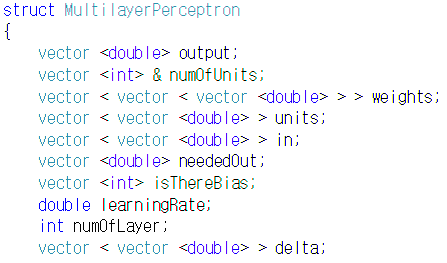 struct MultilayerPerceptron
{
vector <double> output;
vector <int> & numOfUnits;
vector < vector < vector <double> > > weights;
vector < vector <double> > units;
vector < vector <double> > in;
vector <double> neededOut;
vector <int> isThereBias;
double learningRate;
int numOfLayer;
vector < vector <double> > delta;